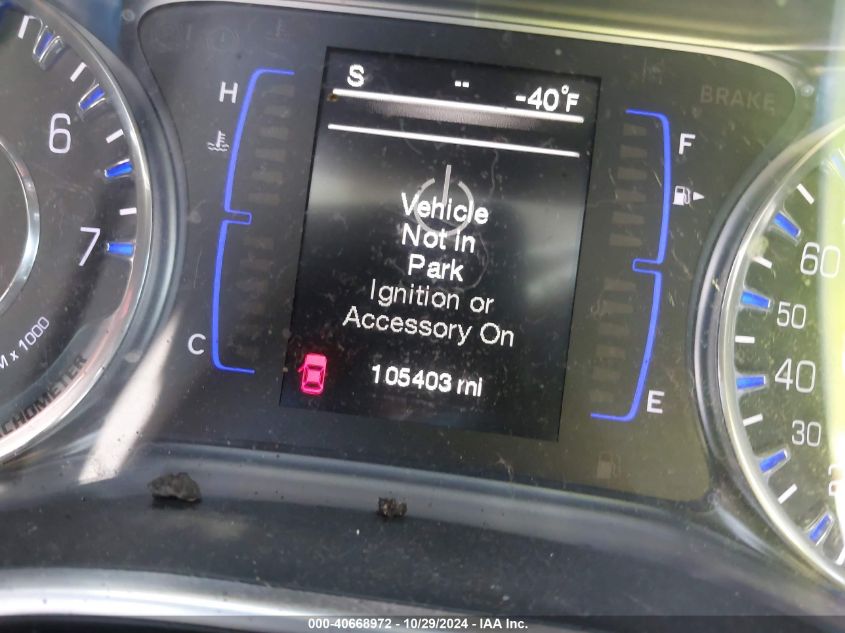 S -- -40°F
H
F
BRAKE
6
7
M x 1000
CHOMETER
C
E
Vehicle
Not in
Park
Ignition or
Accessory On
105403 mi
60
50
40
30
000-40668972 - 10/29/2024 - IAA Inc.